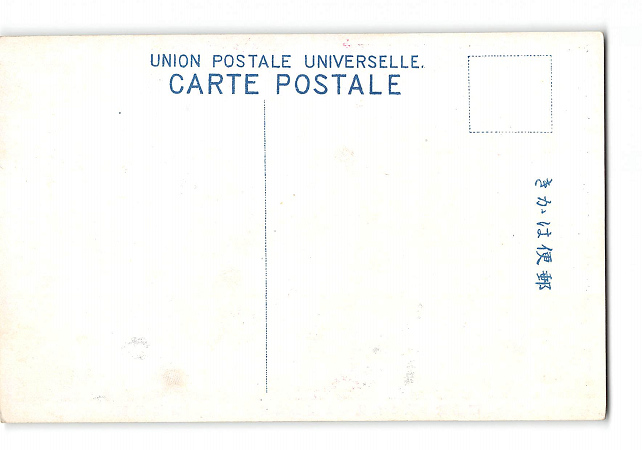 UNION POSTALE UNIVERSELLE.
CARTE POSTALE
きかは便郵